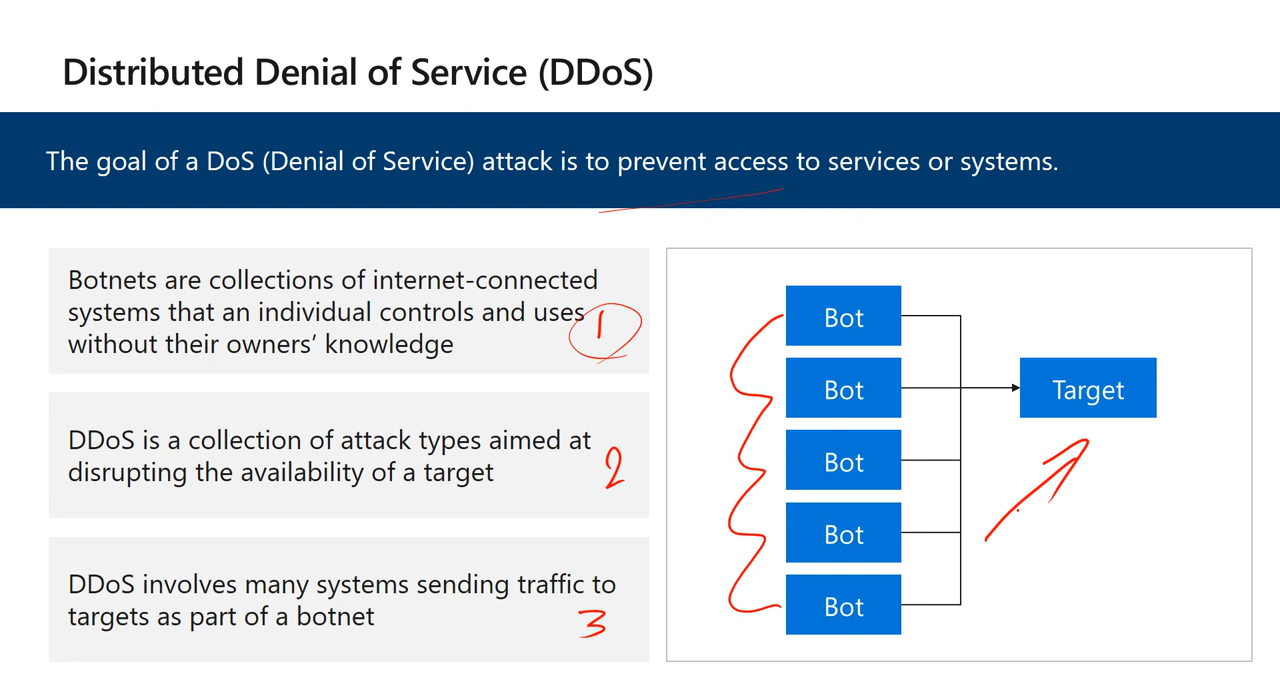 Distributed Denial of Service (DDoS)
The goal of a DoS (Denial of Service) attack is to prevent access to services or systems.
Botnets are collections of internet-connected
systems that an individual controls and uses
without their owners’ knowledge
1
DDoS is a collection of attack types aimed at
disrupting the availability of a target
2
DDoS involves many systems sending traffic to
targets as part of a botnet
3
Bot
Bot
Bot
Bot
Bot
Target